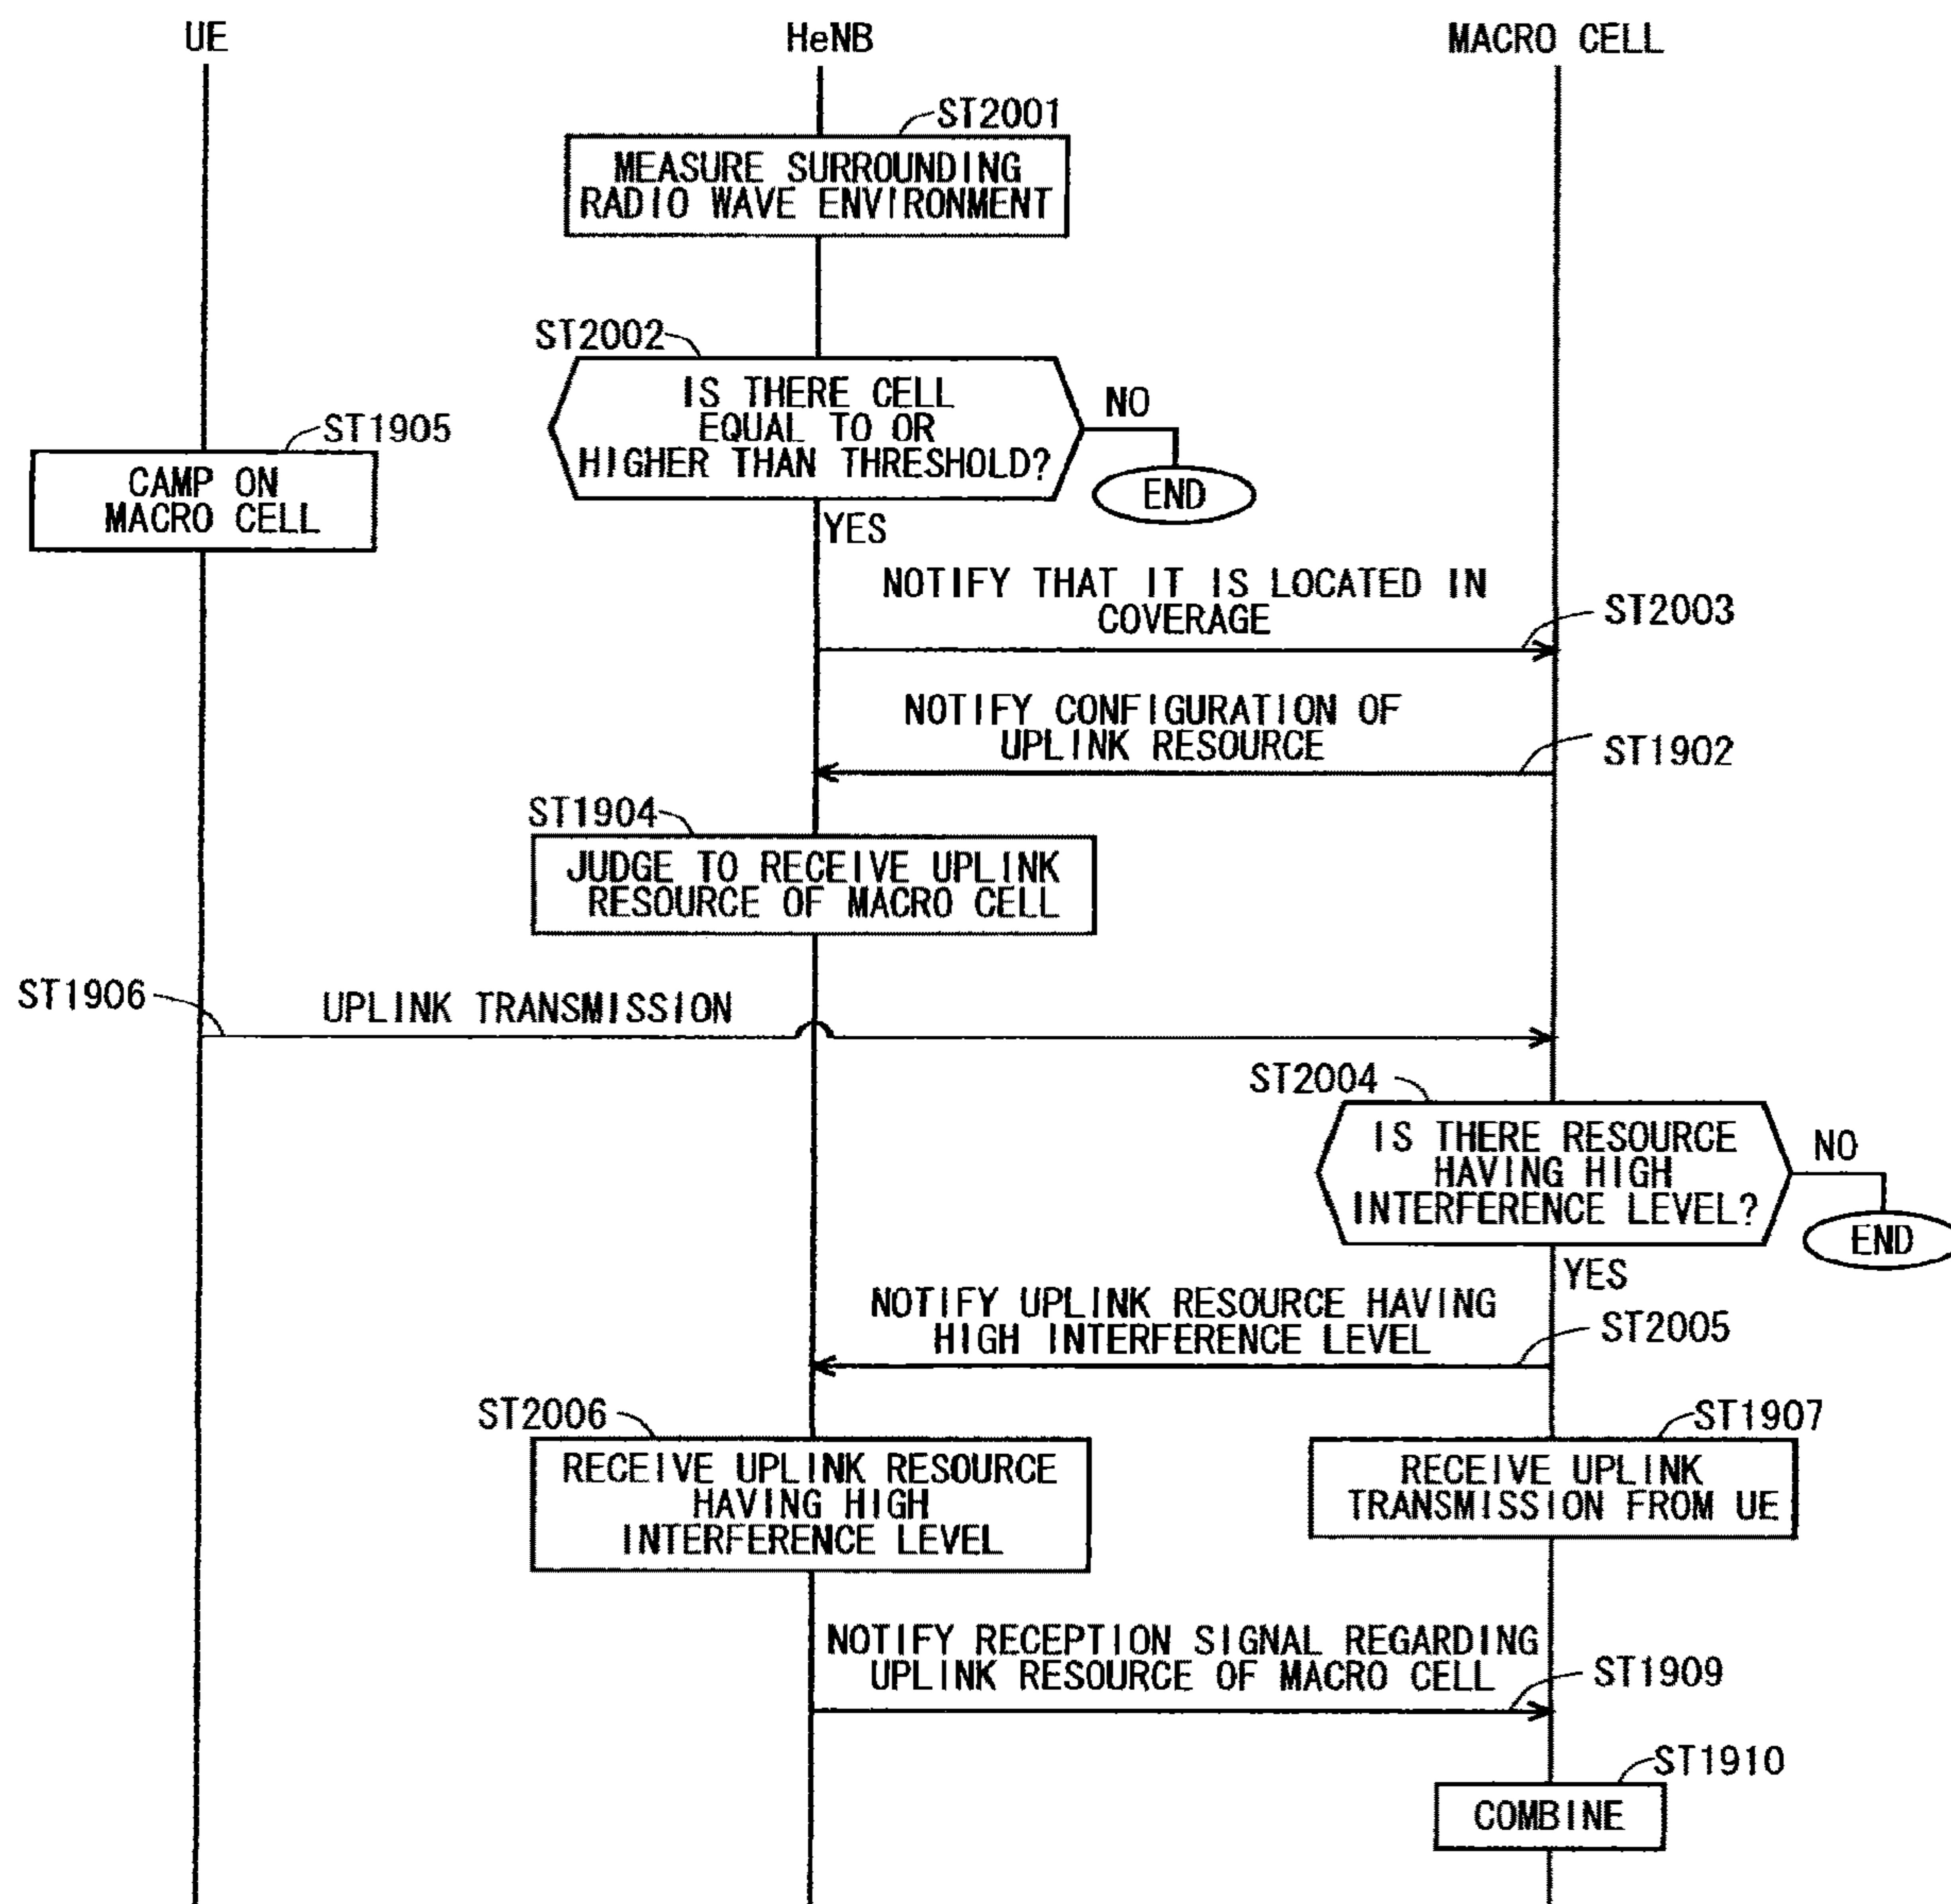 UE
HeNB
MACRO CELL
ST2001
MEASURE SURROUNDING
RADIO WAVE ENVIRONMENT
ST2002
IS THERE CELL
EQUAL TO OR
HIGHER THAN THRESHOLD?
NO
END
YES
ST1905
CAMP ON
MACRO CELL
NOTIFY THAT IT IS LOCATED IN
COVERAGE
ST2003
NOTIFY CONFIGURATION OF
UPLINK RESOURCE
ST1902
ST1904
JUDGE TO RECEIVE UPLINK
RESOURCE OF MACRO CELL
ST1906
UPLINK TRANSMISSION
ST2004
IS THERE RESOURCE
HAVING HIGH
INTERFERENCE LEVEL?
NO
END
YES
NOTIFY UPLINK RESOURCE HAVING
HIGH INTERFERENCE LEVEL
ST2005
ST2006
RECEIVE UPLINK RESOURCE
HAVING HIGH
INTERFERENCE LEVEL
ST1907
RECEIVE UPLINK
TRANSMISSION FROM UE
NOTIFY RECEPTION SIGNAL REGARDING
UPLINK RESOURCE OF MACRO CELL
ST1909
ST1910
COMBINE